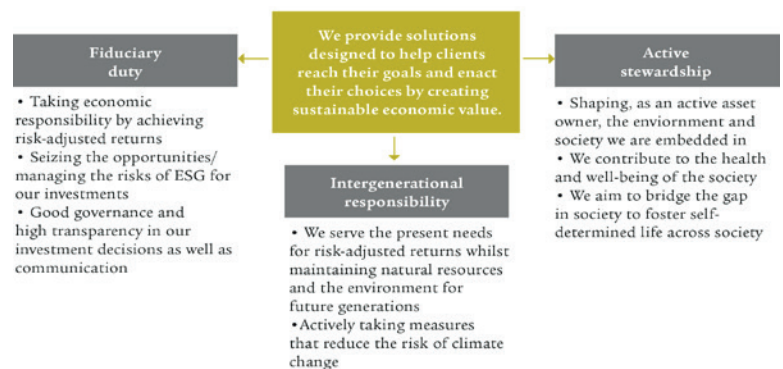 We provide solutions
designed to help clients
reach their goals and enact
their choices by creating
sustainable economic value.
Fiduciary
duty
• Taking economic
responsibility by achieving
risk-adjusted returns
• Seizing the opportunities/
managing the risks of ESG for
our investments
• Good governance and
high transparency in our
investment decisions as well as
communication
Intergenerational
responsibility
• We serve the present needs
for risk-adjusted returns whilst
maintaining natural resources
and the environment for
future generations
•Actively taking measures
that reduce the risk of climate
change
Active
stewardship
• Shaping, as an active asset
owner, the enviornment and
society we are embedded in
• We contribute to the health
and well-being of the society
• We aim to bridge the gap
in society to foster self-
determined life across society